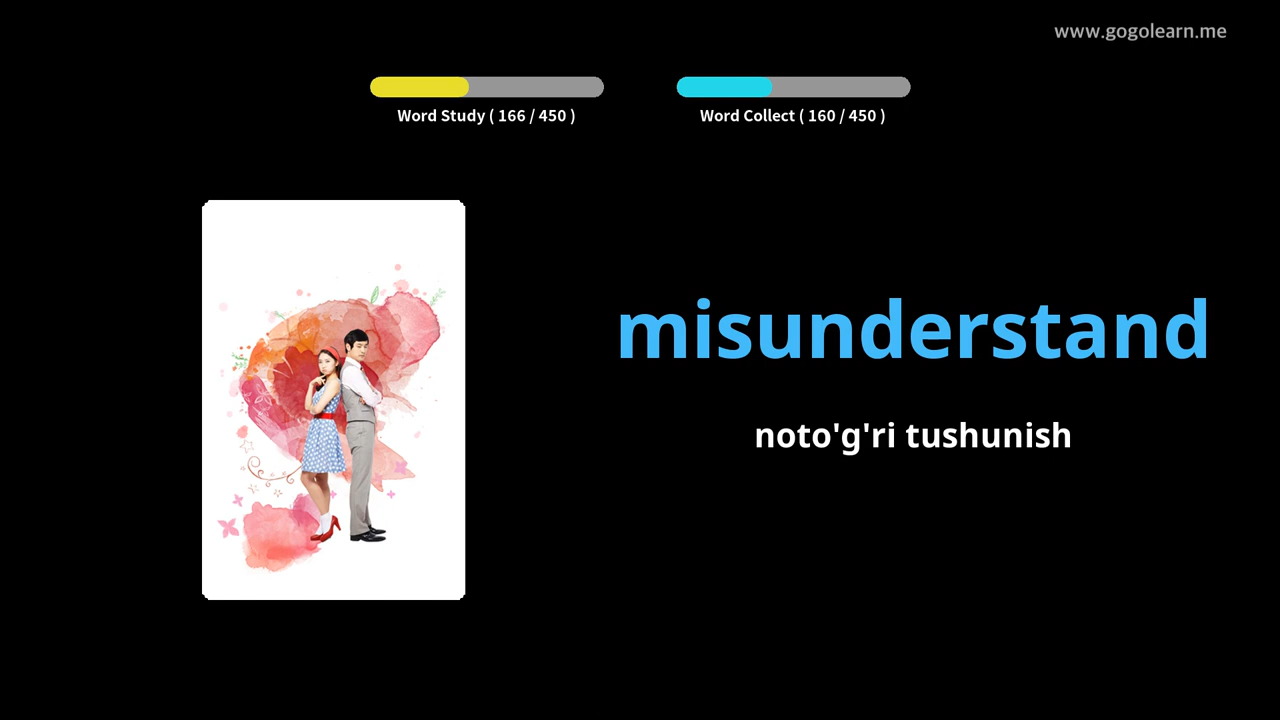 www.gogolearn.me
Word Study ( 166 / 450 )
Word Collect ( 160 / 450 )
misunderstand
noto'g'ri tushunish